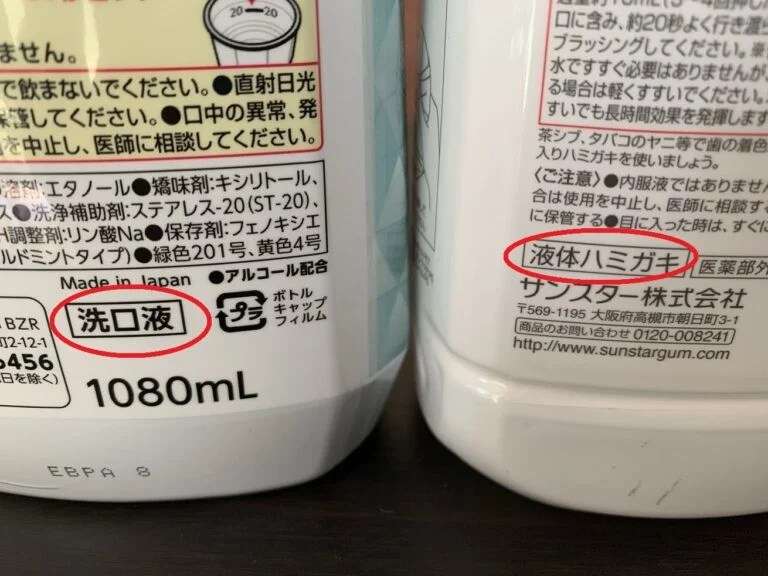 20 20
ません。
で飲まないでください。●直射日光
保管してください。●口中の異常、発
を中止し、医師に相談してください。
溶剤:エタノール●矯味剤:キシリトール、
ス●洗浄補助剤:ステアレス-20(ST-20)、
H調整剤:リン酸Na●保存剤:フェノキシエ
ルドミントタイプ)●緑色201号、黄色4号
Made in Japan ●アルコール配合
BZR
町2-12-1
456
日を除く)
洗口液
プラ
ボトル
キャップ
フィルム
1080mL
EBPA 8
口に含み、約20秒よく行き渡
ブラッシングしてください。
水ですすぐ必要はありませんが、
る場合は軽くすすいでください。
すいでも長時間効果を発揮します
茶シブ、タバコのヤニ等で歯の着色
入りハミガキを使いましょう。
〈ご注意〉●内服液ではありません
合は使用を中止し、医師に相談する
に保管する●目に入った時は、すぐに
液体ハミガキ 医薬部外
サンスター株式会社
〒569-1195 大阪府高槻市朝日町3-1
商品のお問い合わせ 0120-008241
http://www.sunstargum.com/